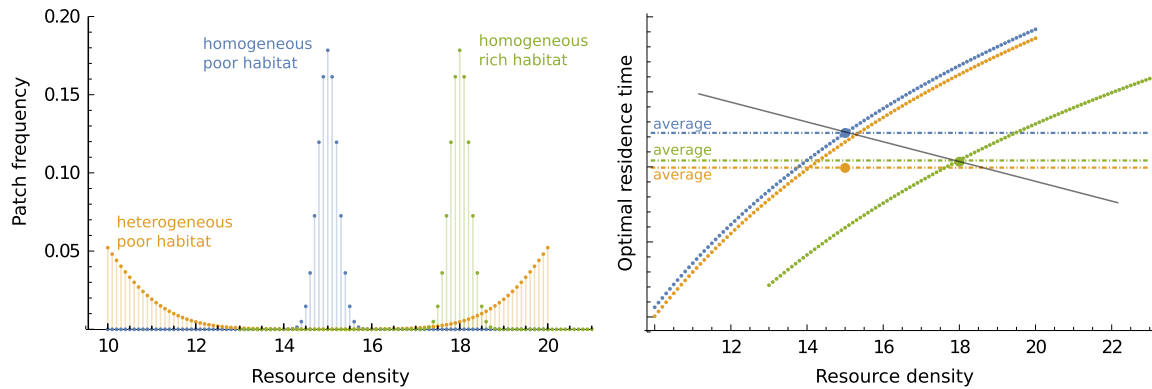 0.20
0.15
0.10
0.05
Patch frequency
homogeneous
poor habitat
homogeneous
rich habitat
heterogeneous
poor habitat
10
12
14
16
18
20
Resource density
Optimal residence time
average
average
average
12
14
16
18
20
22
Resource density